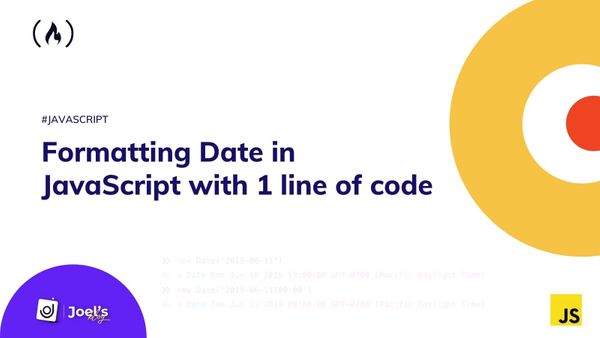 #JAVASCRIPT
Formatting Date in
JavaScript with 1 line of code
>> new Date("2019-06-11")
<- ▸ Date Mon Jun 10 2019 17:00:00 GMT-0700 (Pacific Daylight Time)
>> new Date("2019-06-11T00:00")
<- ▸ Date Tue Jun 11 2019 00:00:00 GMT-0700 (Pacific Daylight Time)
Joel's
blog
JS